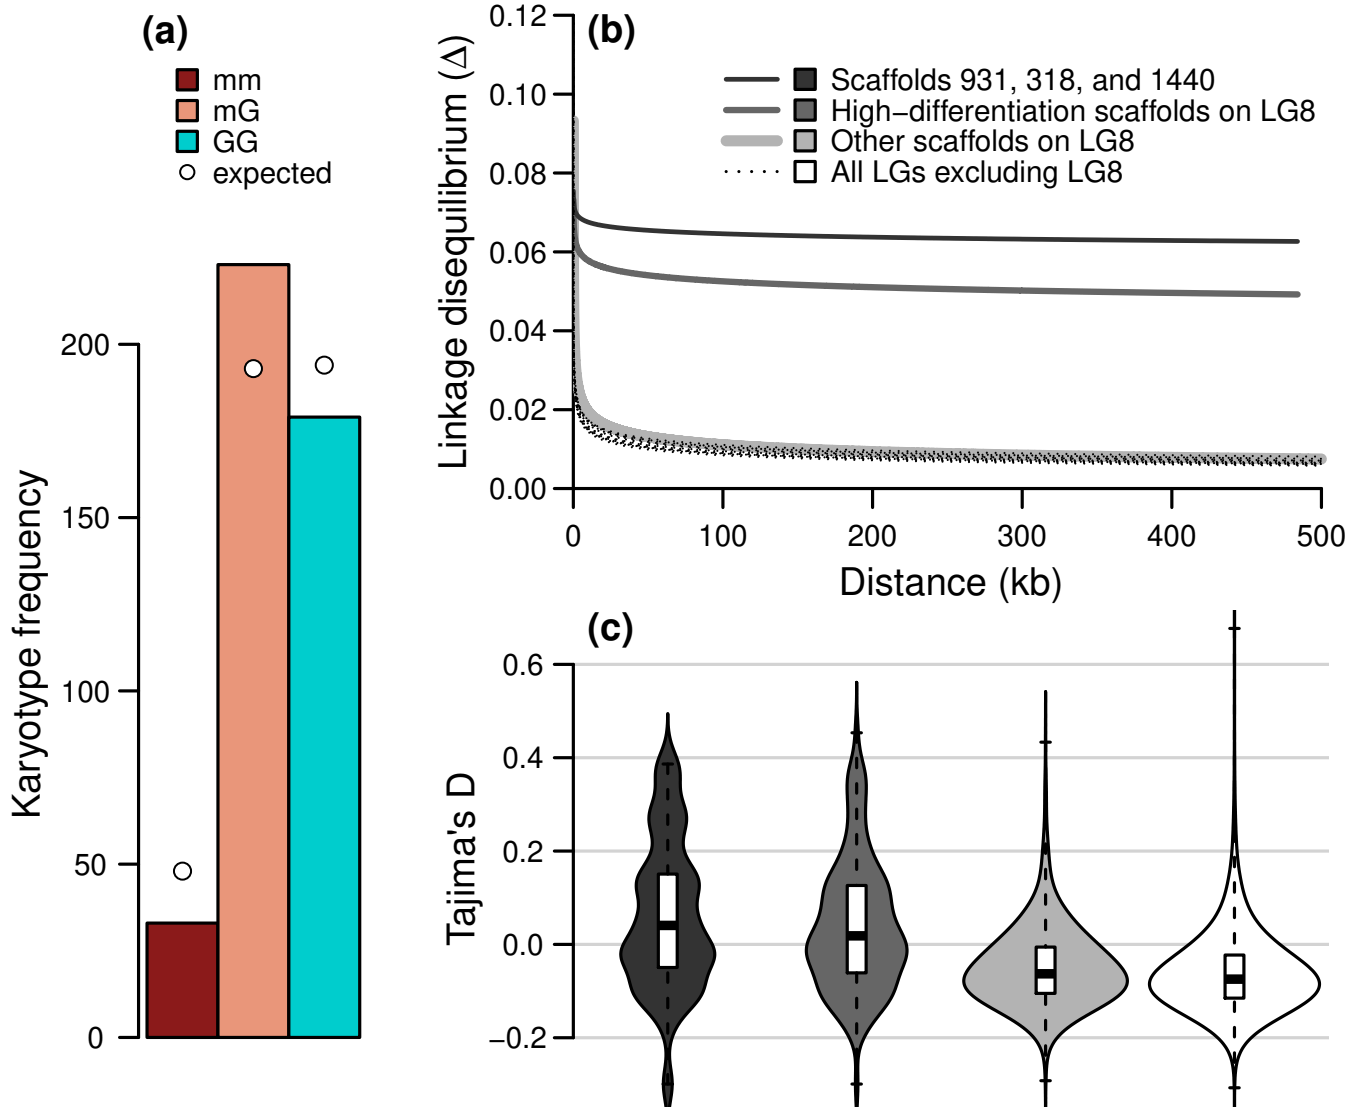 (a)
mm
mG
GG
expected
Karyotype frequency
200
150
100
50
0
(b)
Linkage disequilibrium (Δ)
0.12
0.10
0.08
0.06
0.04
0.02
0.00
Scaffolds 931, 318, and 1440
High−differentiation scaffolds on LG8
Other scaffolds on LG8
All LGs excluding LG8
0 100 200 300 400 500
Distance (kb)
(c)
Tajima's D
0.6
0.4
0.2
0.0
−0.2